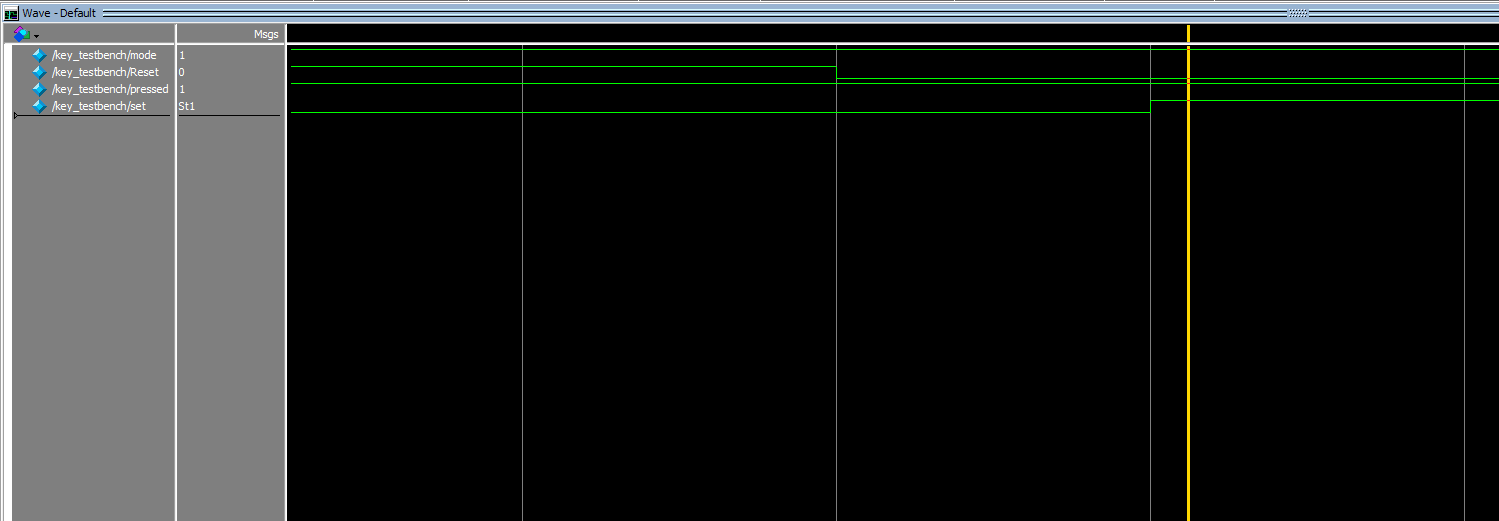 Wave - Default
Msgs
/key_testbench/mode 1
/key_testbench/Reset 0
/key_testbench/pressed 1
/key_testbench/set St1